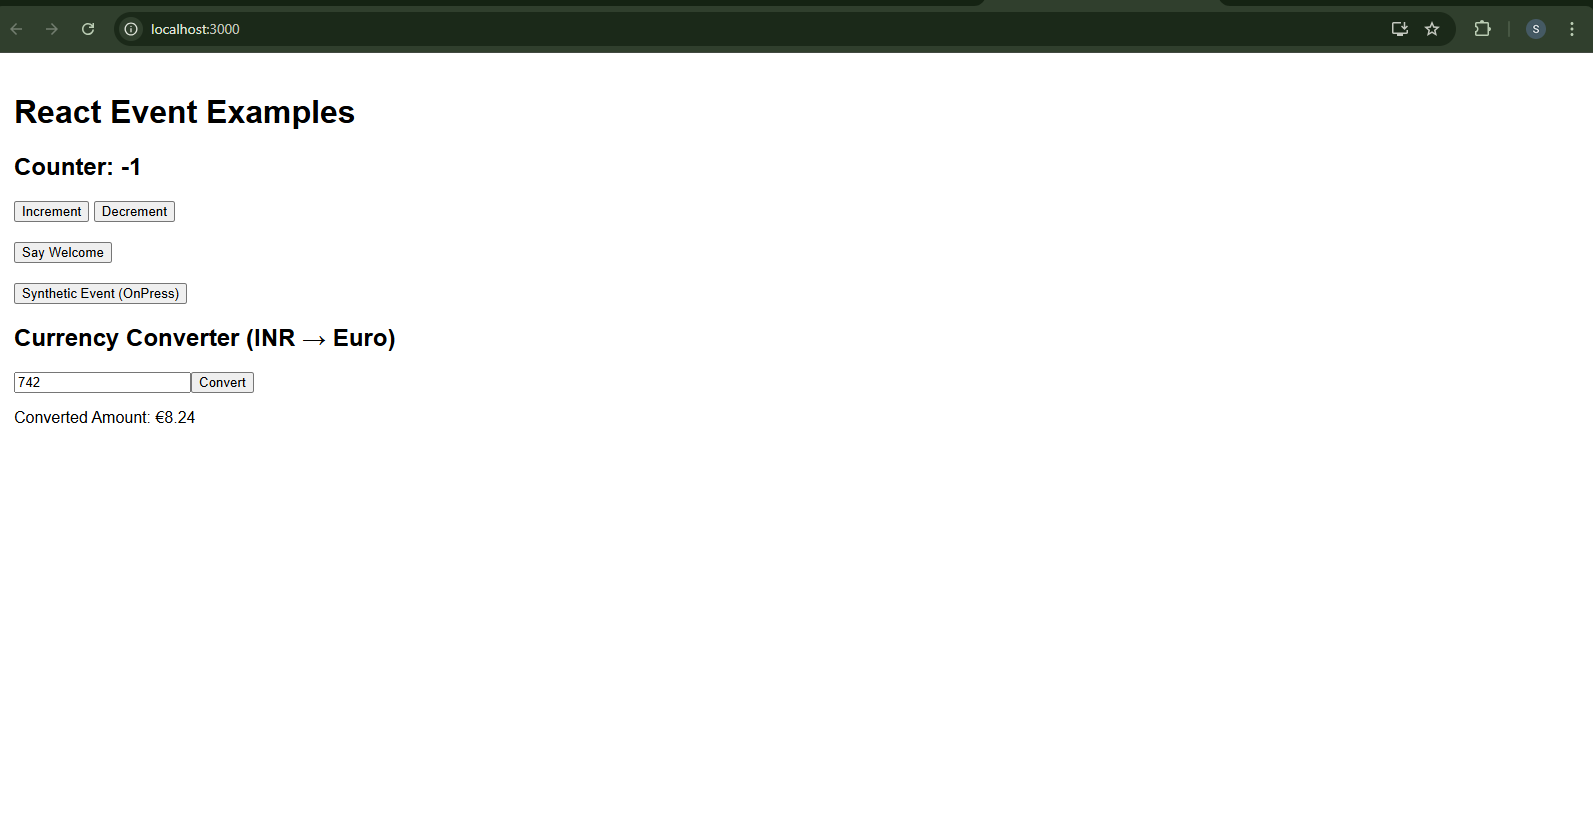 localhost:3000
S
React Event Examples
Counter: -1
Increment Decrement
Say Welcome
Synthetic Event (OnPress)
Currency Converter (INR → Euro)
742 Convert
Converted Amount: €8.24